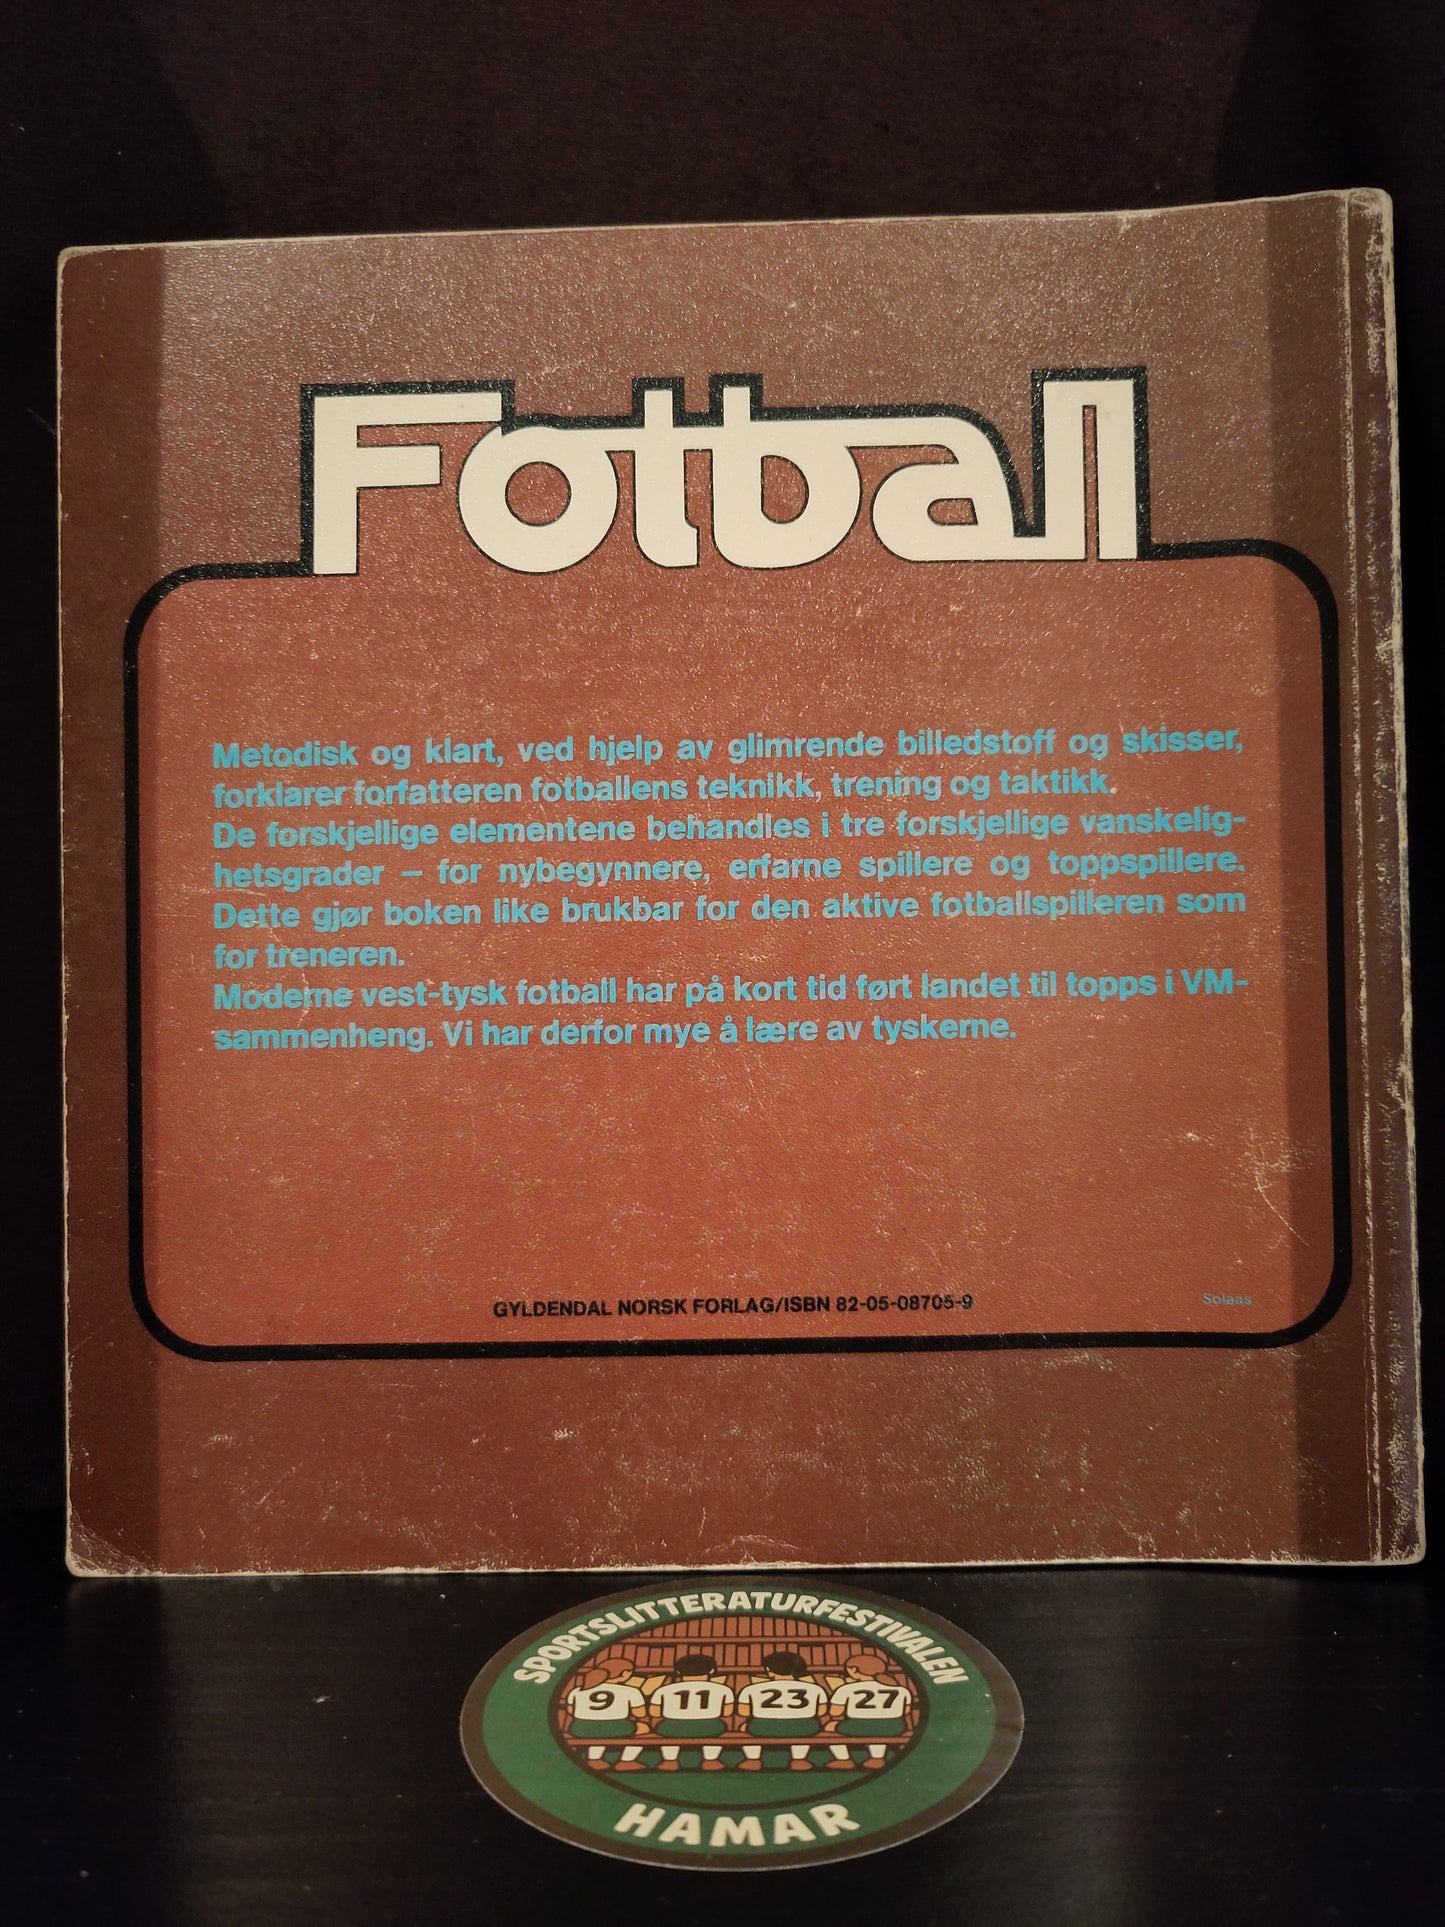 Fotball
Metodisk og klart, ved hjelp av glimrende billedstoff og skisser,
forklarer forfatteren fotballens teknikk, trening og taktikk.
De forskjellige elementene behandles i tre forskjellige vanskelig-
hetsgrader – for nybegynnere, erfarne spillere og toppspillere.
Dette gjør boken like brukbar for den aktive fotballspilleren som
for treneren.
Moderne vest-tysk fotball har på kort tid ført landet til topps i VM-
sammenheng. Vi har derfor mye å lære av tyskerne.
GYLDENDAL NORSK FORLAG/ISBN 82-05-08705-9
Solaas
SPORTSLITTERATURFESTIVALEN
9 11 23 27
HAMAR